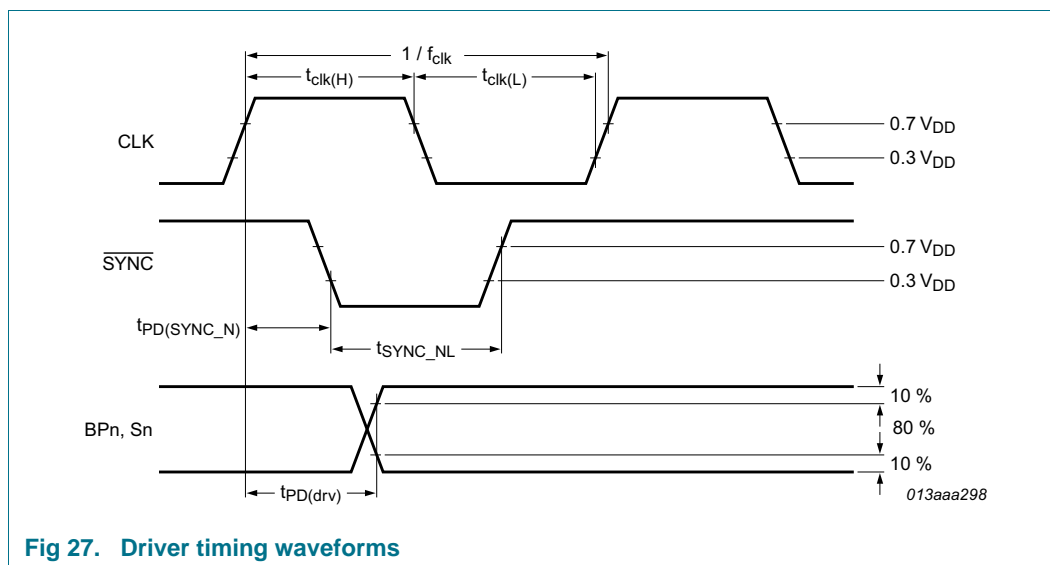 1 / fclk
tclk(H)
tclk(L)
CLK
0.7 VDD
0.3 VDD
SYNC
0.7 VDD
0.3 VDD
tPD(SYNC_N)
tSYNC_NL
BPn, Sn
10 %
80 %
10 %
tPD(drv)
013aaa298
Fig 27. Driver timing waveforms